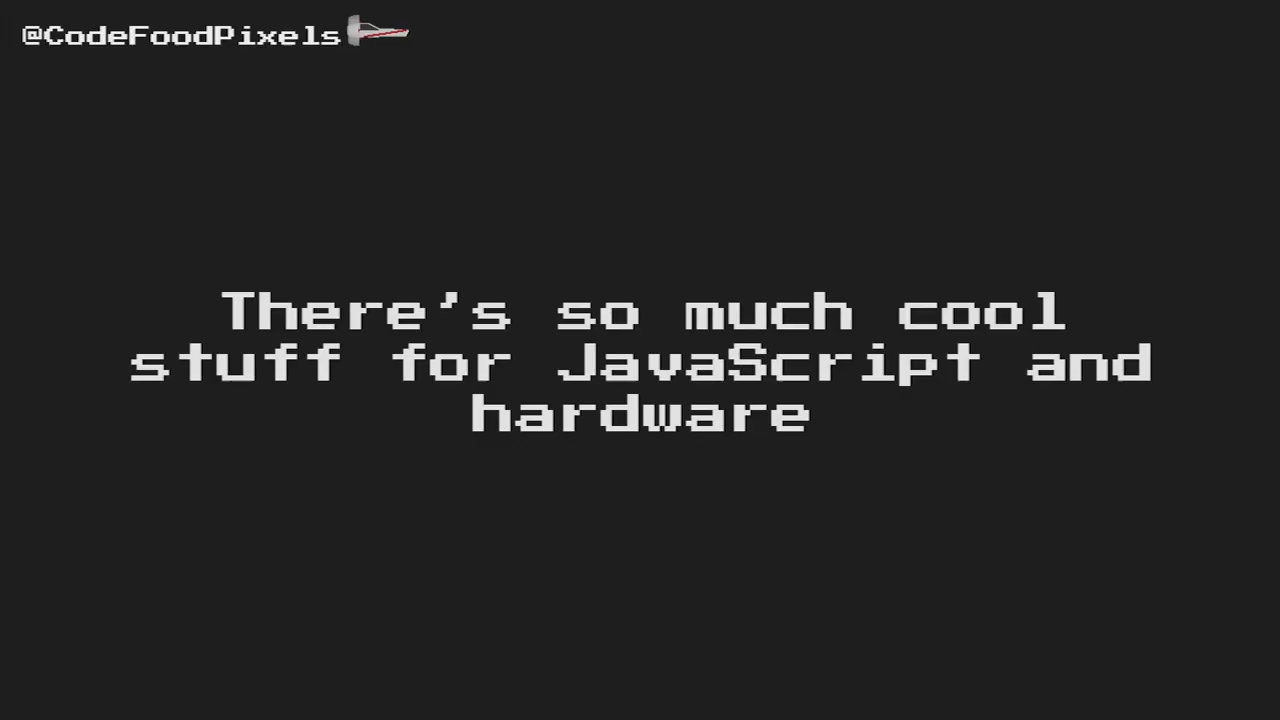 @CodeFoodPixels
There's so much cool
stuff for JavaScript and
hardware